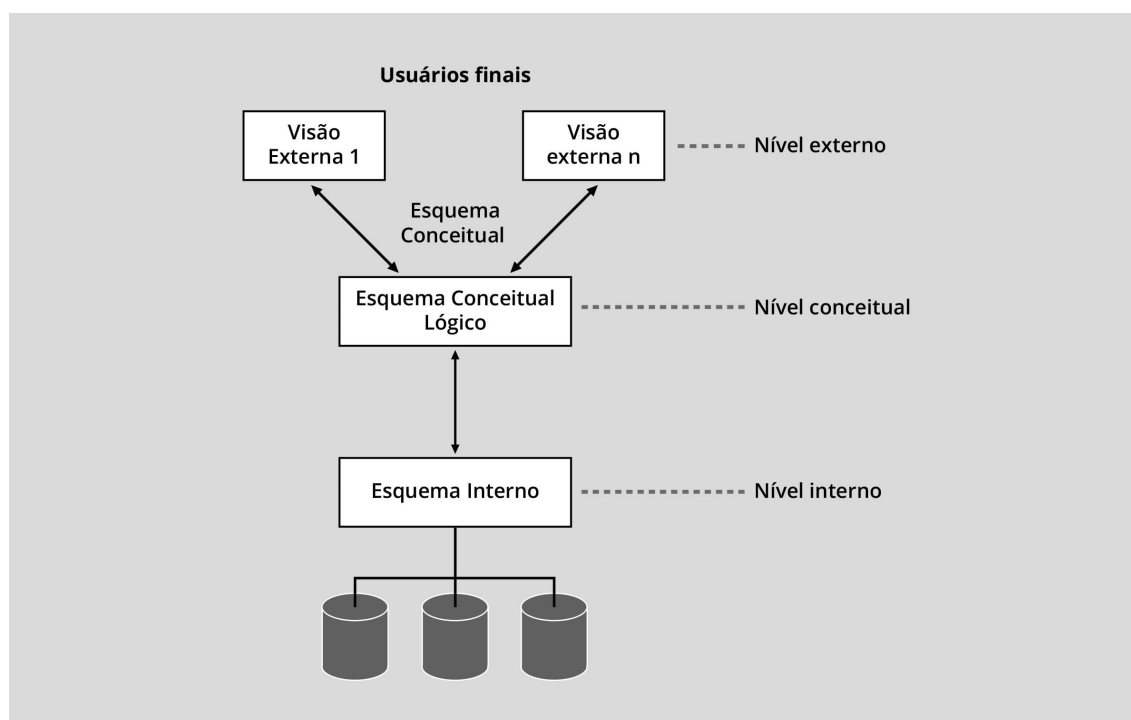 Usuários finais
Visão
Externa 1
Visão
externa n
Nível externo
Esquema
Conceitual
Esquema Conceitual
Lógico
Nível conceitual
Esquema Interno
Nível interno